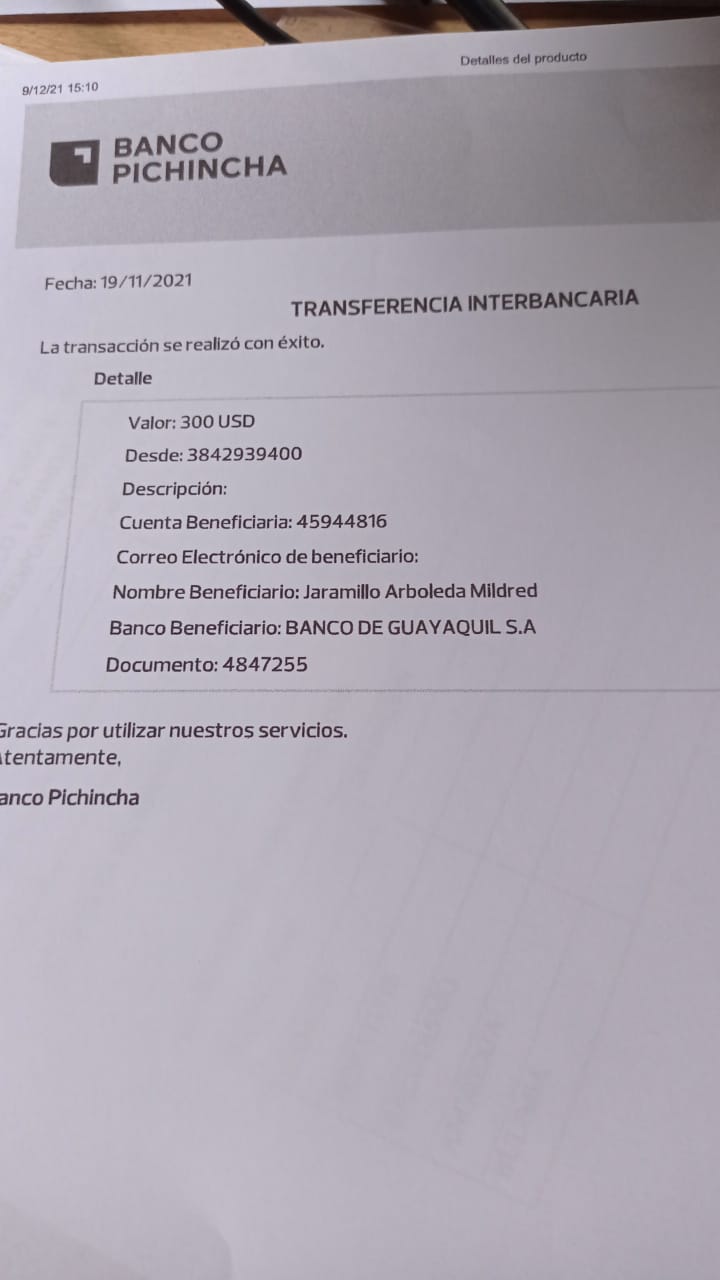 Detalles del producto
9/12/21 15:10
BANCO
PICHINCHA
Fecha: 19/11/2021
TRANSFERENCIA INTERBANCARIA
La transacción se realizó con éxito.
Detalle
Valor: 300 USD
Desde: 3842939400
Descripción:
Cuenta Beneficiaria: 45944816
Correo Electrónico de beneficiario:
Nombre Beneficiario: Jaramillo Arboleda Mildred
Banco Beneficiario: BANCO DE GUAYAQUIL S.A
Documento: 4847255
Gracias por utilizar nuestros servicios.
tentamente,
anco Pichincha